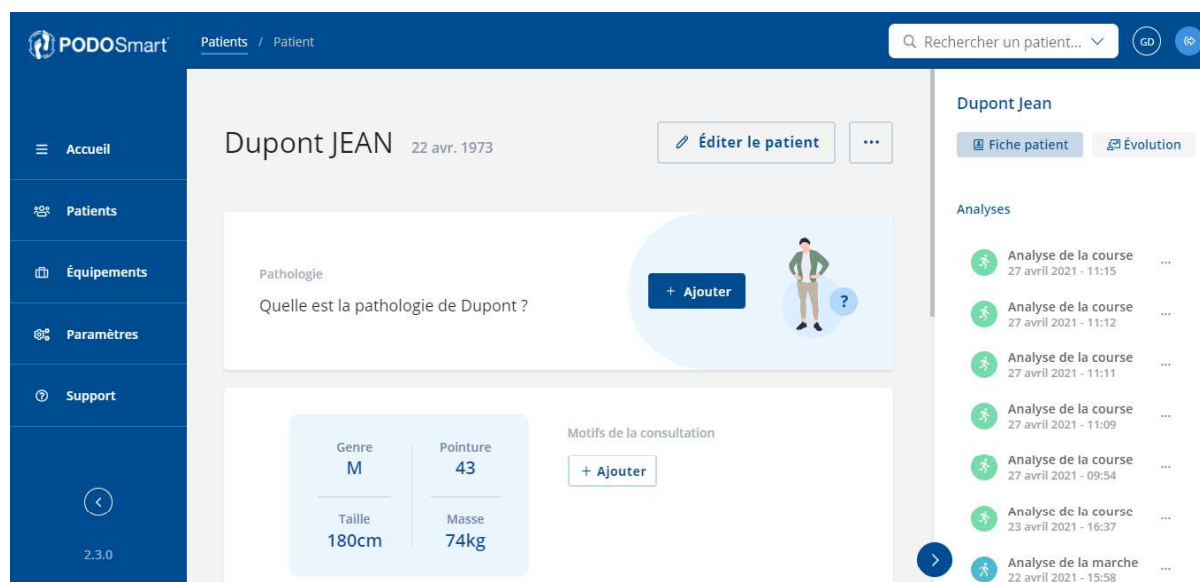 PODOSmart
Patients / Patient
Rechercher un patient...
GD
Accueil
Patients
Équipements
Paramètres
Support
2.3.0
Dupont JEAN 22 avr. 1973
Éditer le patient
...
Pathologie
Quelle est la pathologie de Dupont ?
+ Ajouter
?
Genre
M
Pointure
43
Taille
180cm
Masse
74kg
Motifs de la consultation
+ Ajouter
Dupont Jean
Fiche patient
Évolution
Analyses
Analyse de la course ...
27 avril 2021 - 11:15
Analyse de la course ...
27 avril 2021 - 11:12
Analyse de la course ...
27 avril 2021 - 11:11
Analyse de la course ...
27 avril 2021 - 11:09
Analyse de la course ...
27 avril 2021 - 09:54
Analyse de la course ...
23 avril 2021 - 16:37
Analyse de la marche ...
22 avril 2021 - 15:58